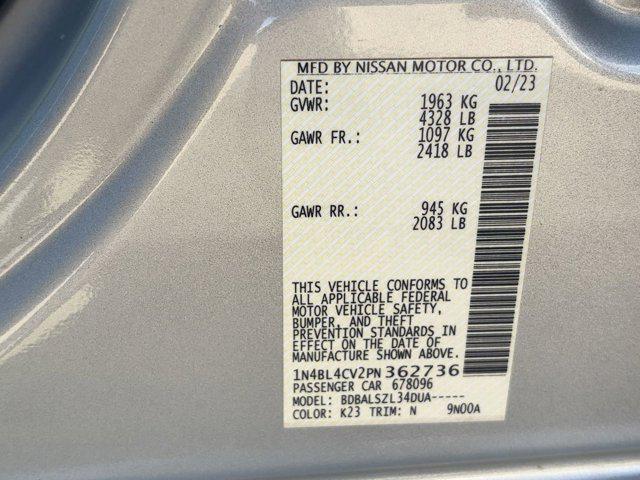 MFD BY NISSAN MOTOR CO., LTD.
DATE: 02/23
GVWR: 1963 KG
4328 LB
GAWR FR.: 1097 KG
2418 LB
GAWR RR.: 945 KG
2083 LB
THIS VEHICLE CONFORMS TO
ALL APPLICABLE FEDERAL
MOTOR VEHICLE SAFETY,
BUMPER, AND THEFT
PREVENTION STANDARDS IN
EFFECT ON THE DATE OF
MANUFACTURE SHOWN ABOVE.
1N4BL4CV2PN362736
PASSENGER CAR 678096
MODEL: BDBALSZL34DUA-----
COLOR: K23 TRIM: N 9N00A